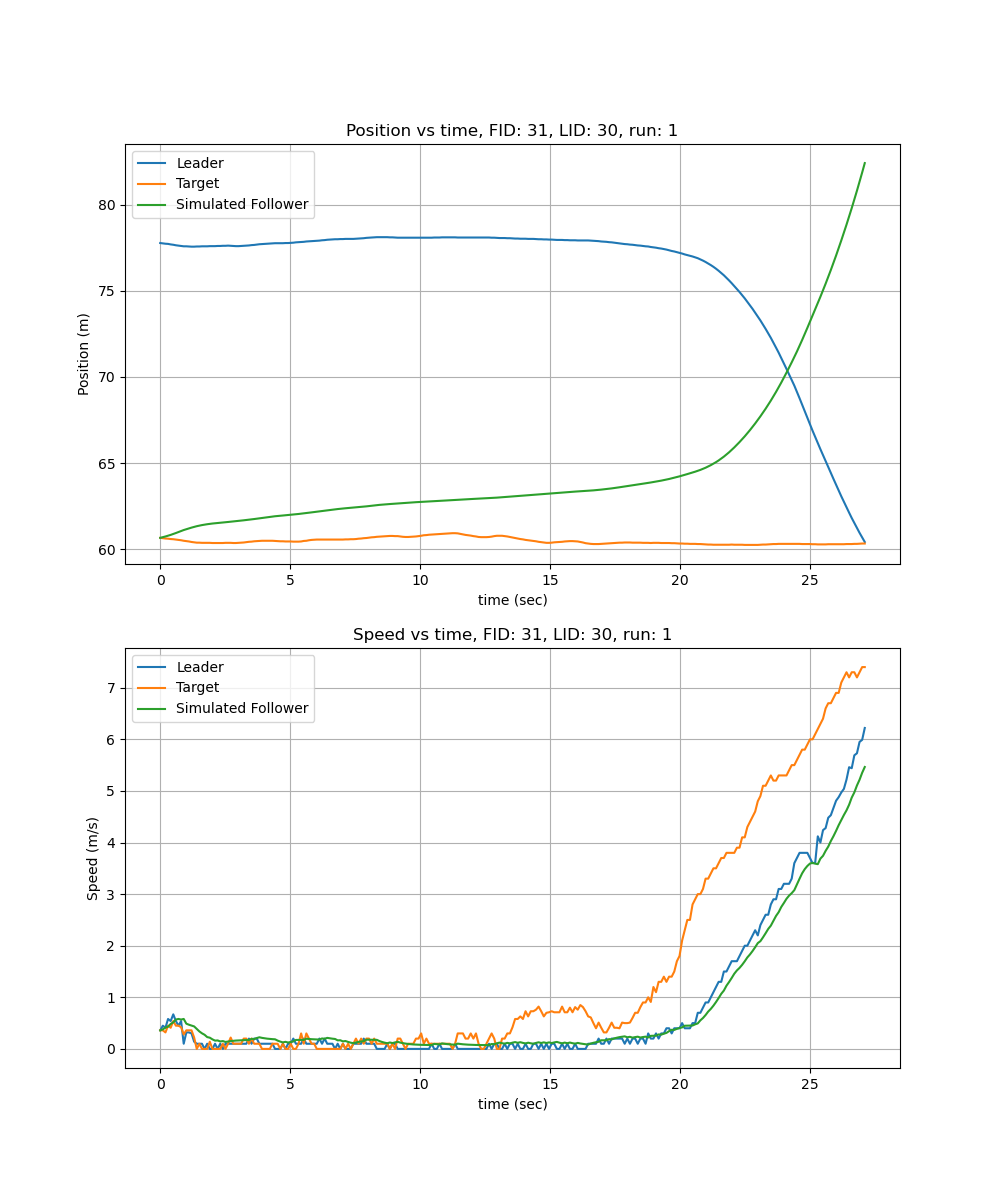 Position vs time, FID: 31, LID: 30, run: 1
Leader
Target
Simulated Follower
80
75
70
65
60
Position (m)
0 5 10 15 20 25
time (sec)
Speed vs time, FID: 31, LID: 30, run: 1
Leader
Target
Simulated Follower
7
6
5
4
3
2
1
0
Speed (m/s)
0 5 10 15 20 25
time (sec)